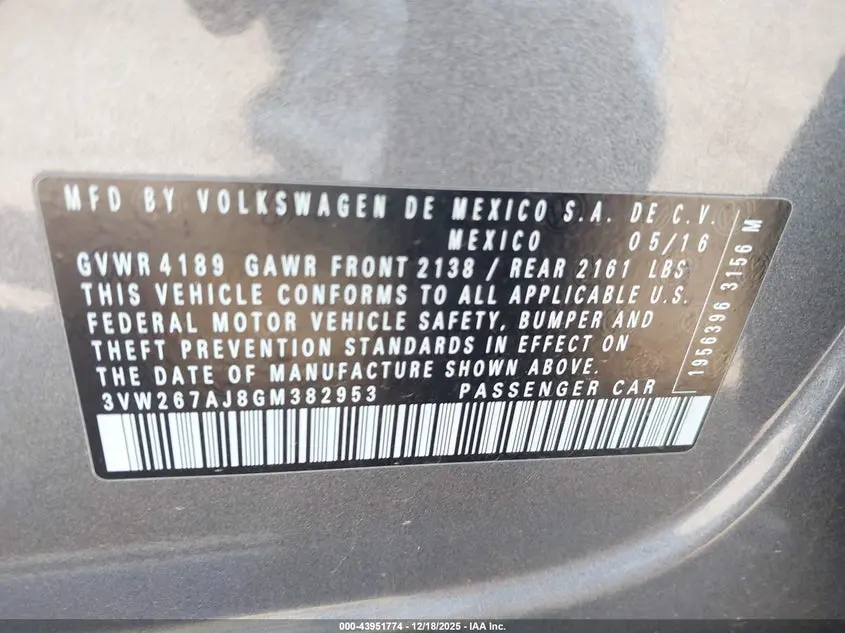 MFD BY VOLKSWAGEN DE MEXICO S.A. DE C.V.
MEXICO 05/16
GVWR 4189 GAWR FRONT 2138 / REAR 2161 LBS
THIS VEHICLE CONFORMS TO ALL APPLICABLE U.S.
FEDERAL MOTOR VEHICLE SAFETY, BUMPER AND
THEFT PREVENTION STANDARDS IN EFFECT ON
THE DATE OF MANUFACTURE SHOWN ABOVE.
3VW267AJ8GM382953 PASSENGER CAR
1956396 3156 M
000-43951774 - 12/18/2025 - IAA Inc.